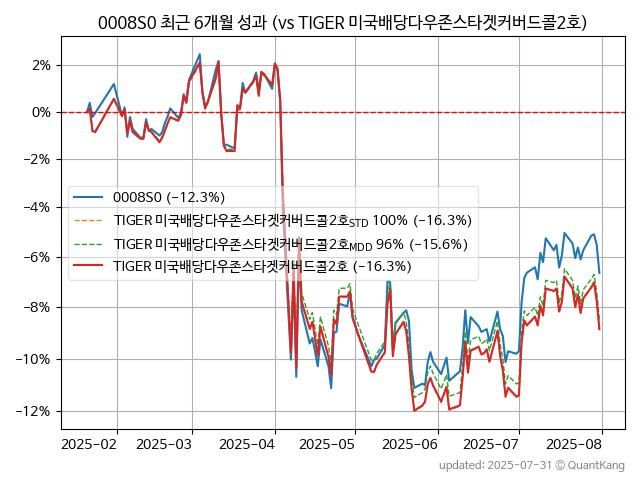 0008S0 최근 6개월 성과 (vs TIGER 미국배당다우존스타겟커버드콜2호)
2%
0%
−2%
−4%
−6%
−8%
−10%
−12%
0008S0 (−12.3%)
TIGER 미국배당다우존스타겟커버드콜2호STD 100% (−16.3%)
TIGER 미국배당다우존스타겟커버드콜2호MDD 96% (−15.6%)
TIGER 미국배당다우존스타겟커버드콜2호 (−16.3%)
2025-02 2025-03 2025-04 2025-05 2025-06 2025-07 2025-08
updated: 2025-07-31 © QuantKang